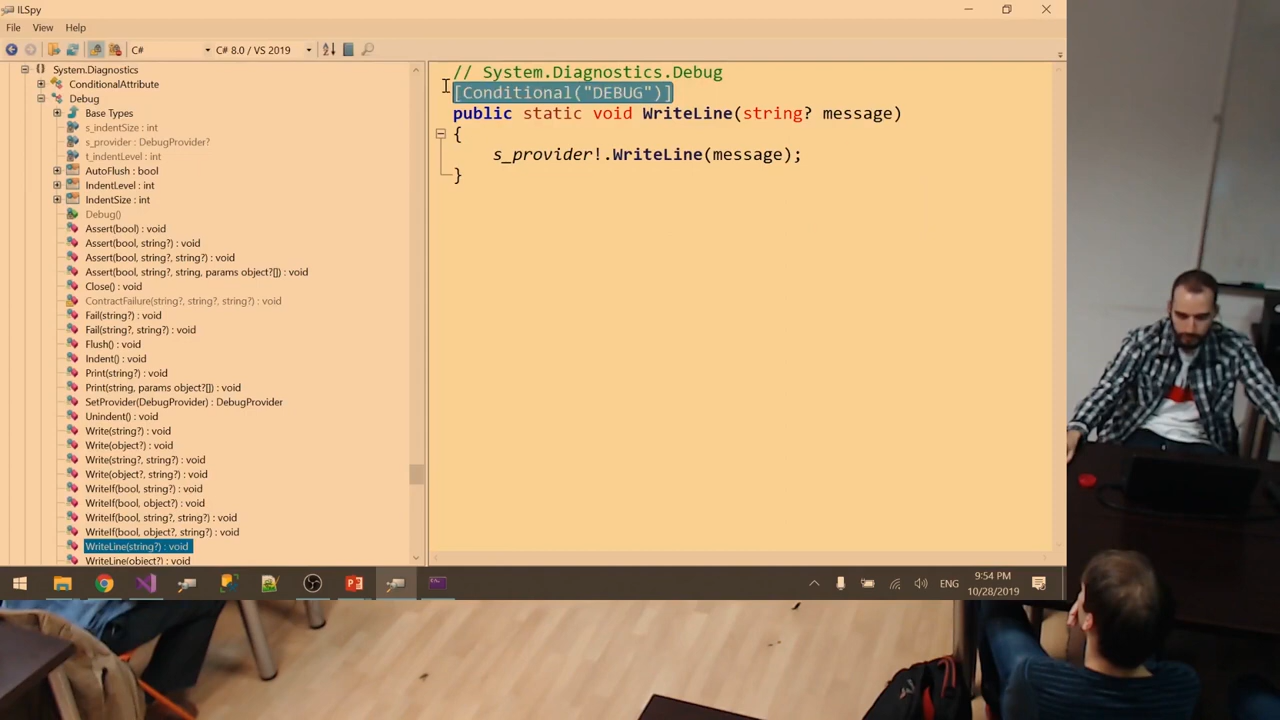 ILSpy
File View Help
C# C# 8.0 / VS 2019
System.Diagnostics
ConditionalAttribute
Debug
Base Types
s_indentSize : int
s_provider : DebugProvider?
t_indentLevel : int
AutoFlush : bool
IndentLevel : int
IndentSize : int
Debug()
Assert(bool) : void
Assert(bool, string?) : void
Assert(bool, string?, string?) : void
Assert(bool, string?, string, params object?[]) : void
Close() : void
ContractFailure(string?, string?, string?) : void
Fail(string?) : void
Fail(string?, string?) : void
Flush() : void
Indent() : void
Print(string?) : void
Print(string, params object?[]) : void
SetProvider(DebugProvider) : DebugProvider
Unindent() : void
Write(string?) : void
Write(object?) : void
Write(string?, string?) : void
Write(object?, string?) : void
WriteIf(bool, string?) : void
WriteIf(bool, object?) : void
WriteIf(bool, string?, string?) : void
WriteIf(bool, object?, string?) : void
WriteLine(string?) : void
WriteLine(object?) : void
// System.Diagnostics.Debug
[Conditional("DEBUG")]
public static void WriteLine(string? message)
{
s_provider!.WriteLine(message);
}
ENG
9:54 PM
10/28/2019